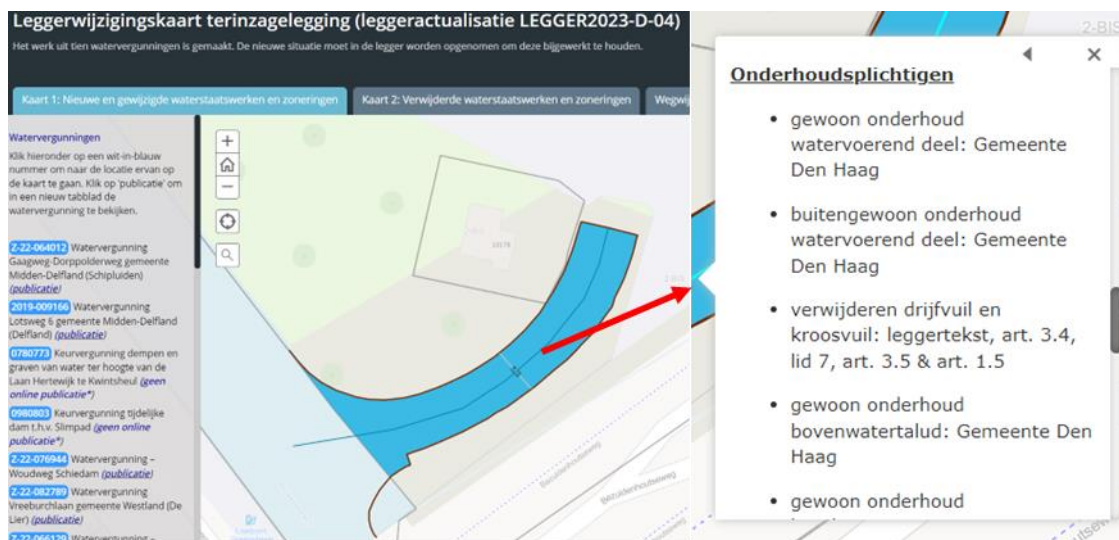 Leggerwijzigingskaart terinzagelegging (leggeractualisatie LEGGER2023-D-04)
Het werk uit tien watervergunningen is gemaakt. De nieuwe situatie moet in de legger worden opgenomen om deze bijgewerkt te houden.
Kaart 1: Nieuwe en gewijzigde waterstaatswerken en zoneringen
Kaart 2: Verwijderde waterstaatswerken en zoneringen
Wegwij
Watervergunningen
Klik hieronder op een wit-in-blauw
nummer om naar de locatie ervan op
de kaart te gaan. Klik op 'publicatie' om
in een nieuw tabblad de
watervergunning te bekijken.
Z-22-064012 Watervergunning
Gaagweg-Dorppolderweg gemeente
Midden-Delfland (Schipluiden)
(publicatie)
2019-009166 Watervergunning
Lotsweg 6 gemeente Midden-Delfland
(Delfland) (publicatie)
0780773 Keurvergunning dempen en
graven van water ter hoogte van de
Laan Hertewijk te Kwintsheul (geen
online publicatie*)
0980803 Keurvergunning tijdelijke
dam t.h.v. Slimpad (geen online
publicatie*)
Z-22-076944 Watervergunning –
Woudweg Schiedam (publicatie)
Z-22-082789 Watervergunning
Vreeburchlaan gemeente Westland (De
Lier) (publicatie)
Z-22-066129 Watervergunning –
Bezuidenhoutseweg
Bezuidenhoutseweg
2-BIS
Onderhoudsplichtigen
• gewoon onderhoud
watervoerend deel: Gemeente
Den Haag
• buitengewoon onderhoud
watervoerend deel: Gemeente
Den Haag
• verwijderen drijfvuil en
kroosvuil: leggertekst, art. 3.4,
lid 7, art. 3.5 & art. 1.5
• gewoon onderhoud
bovenwatertalud: Gemeente Den
Haag
• gewoon onderhoud